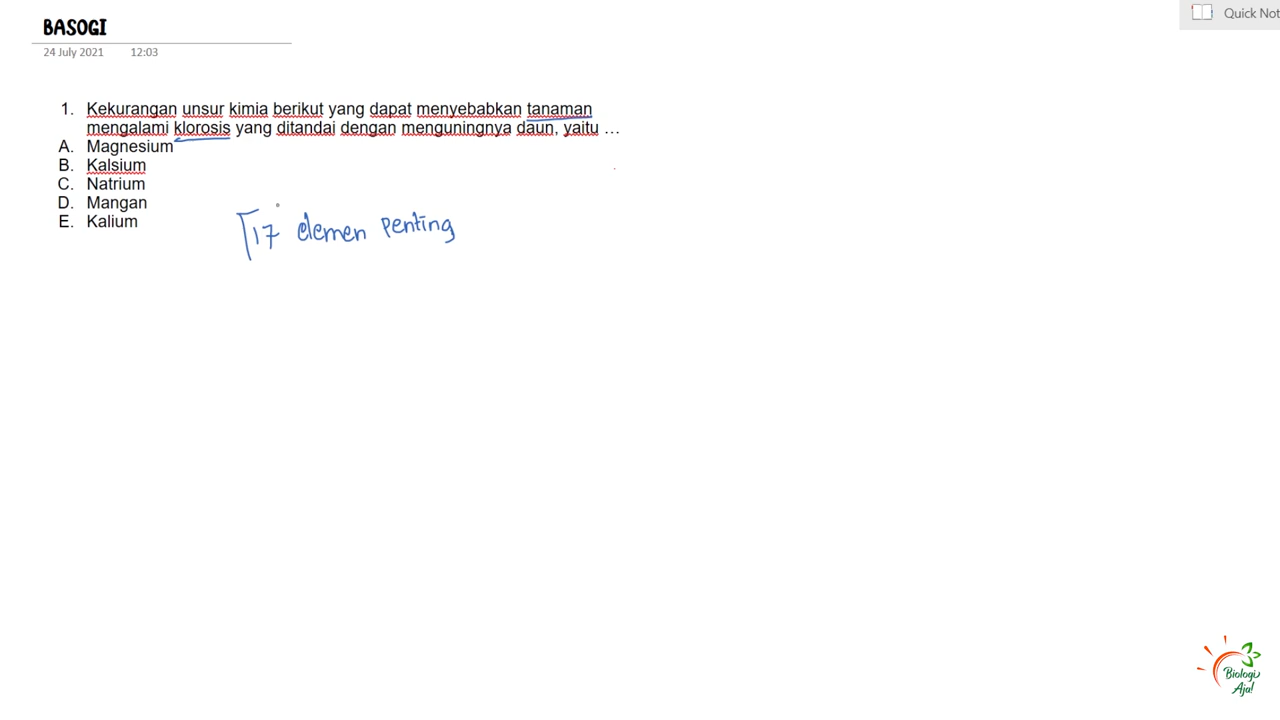 Quick Not
BASOGI
24 July 2021 12:03
1. Kekurangan unsur kimia berikut yang dapat menyebabkan tanaman
mengalami klorosis yang ditandai dengan menguningnya daun, yaitu …
A. Magnesium
B. Kalsium
C. Natrium
D. Mangan
E. Kalium
17 elemen penting
Biologi
Aja!